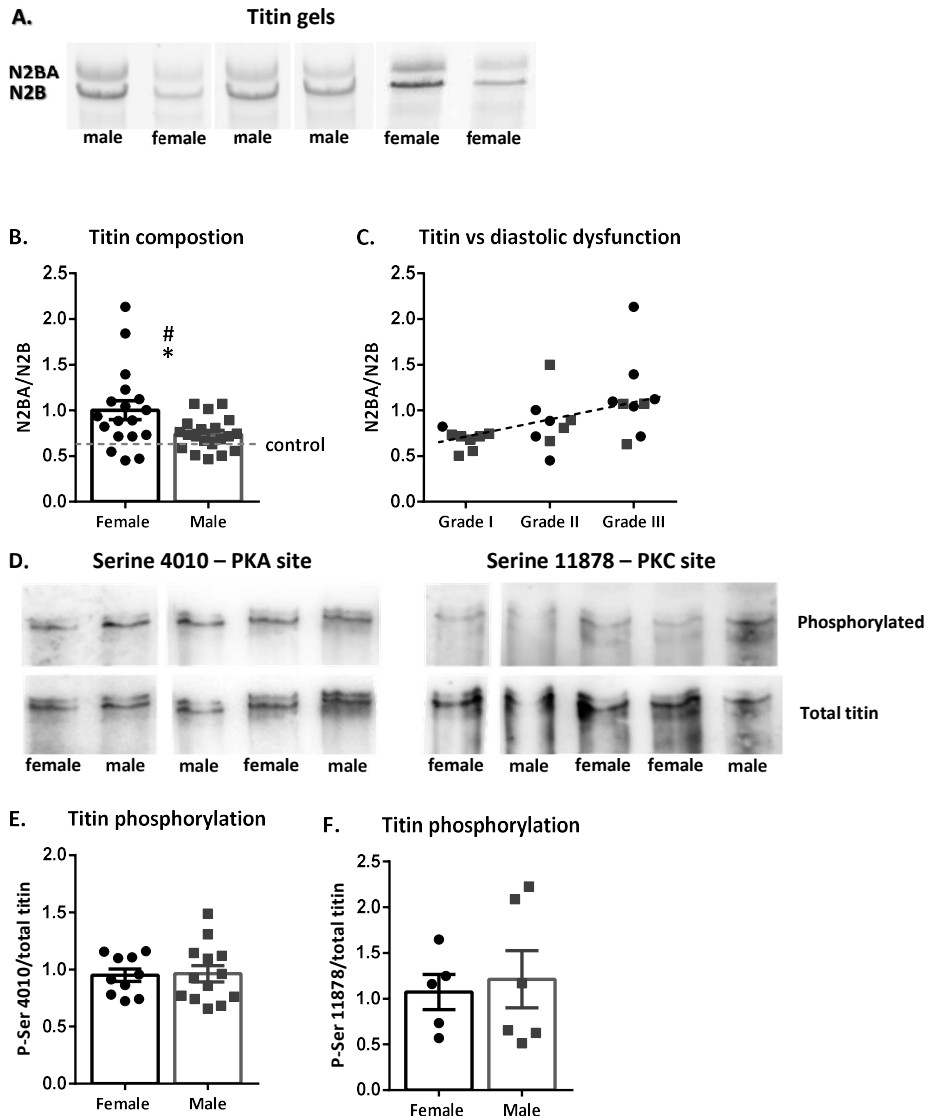 A. Titin gels
N2BA
N2B
male female male male female female
B. Titin compostion
N2BA/N2B
2.5
2.0
1.5
1.0
0.5
0.0
#
*
control
Female Male
C. Titin vs diastolic dysfunction
N2BA/N2B
2.5
2.0
1.5
1.0
0.5
0.0
Grade I Grade II Grade III
D. Serine 4010 – PKA site
Serine 11878 – PKC site
Phosphorylated
Total titin
female male male female male
female male female female male
E. Titin phosphorylation
P-Ser 4010/total titin
2.0
1.5
1.0
0.5
0.0
Female Male
F. Titin phosphorylation
P-Ser 11878/total titin
2.5
2.0
1.5
1.0
0.5
0.0
Female Male